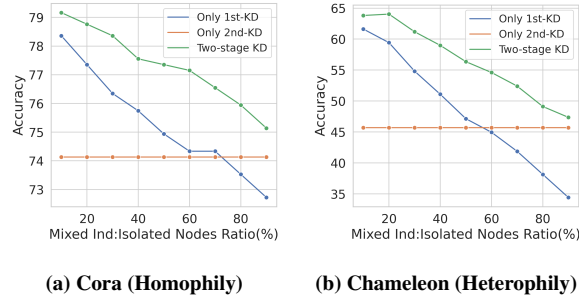 79
78
77
76
75
74
73
Accuracy
20 40 60 80
Mixed Ind:Isolated Nodes Ratio(%)
Only 1st-KD
Only 2nd-KD
Two-stage KD
(a) Cora (Homophily)
65
60
55
50
45
40
35
Accuracy
20 40 60 80
Mixed Ind:Isolated Nodes Ratio(%)
Only 1st-KD
Only 2nd-KD
Two-stage KD
(b) Chameleon (Heterophily)